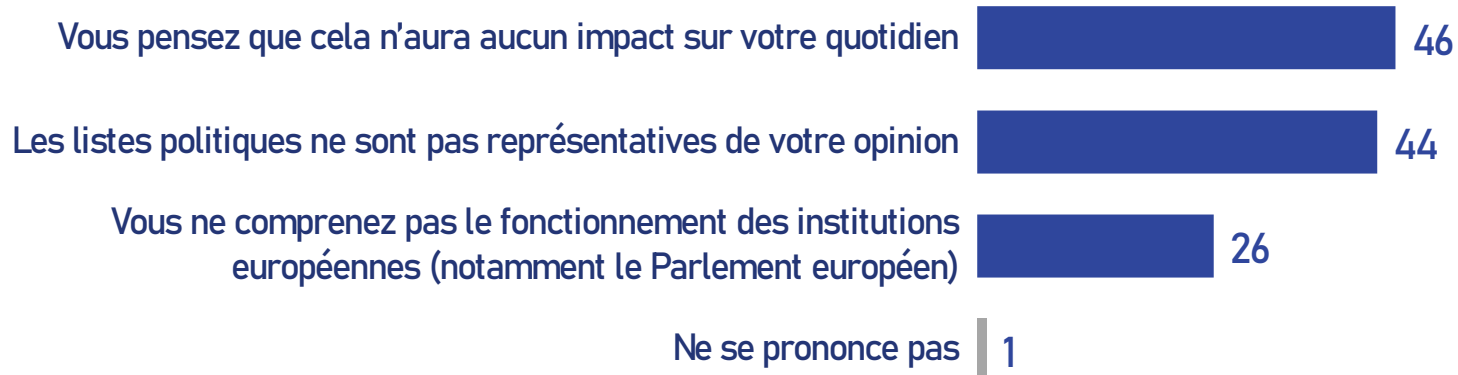 Vous pensez que cela n'aura aucun impact sur votre quotidien 46
Les listes politiques ne sont pas représentatives de votre opinion 44
Vous ne comprenez pas le fonctionnement des institutions
européennes (notamment le Parlement européen) 26
Ne se prononce pas 1